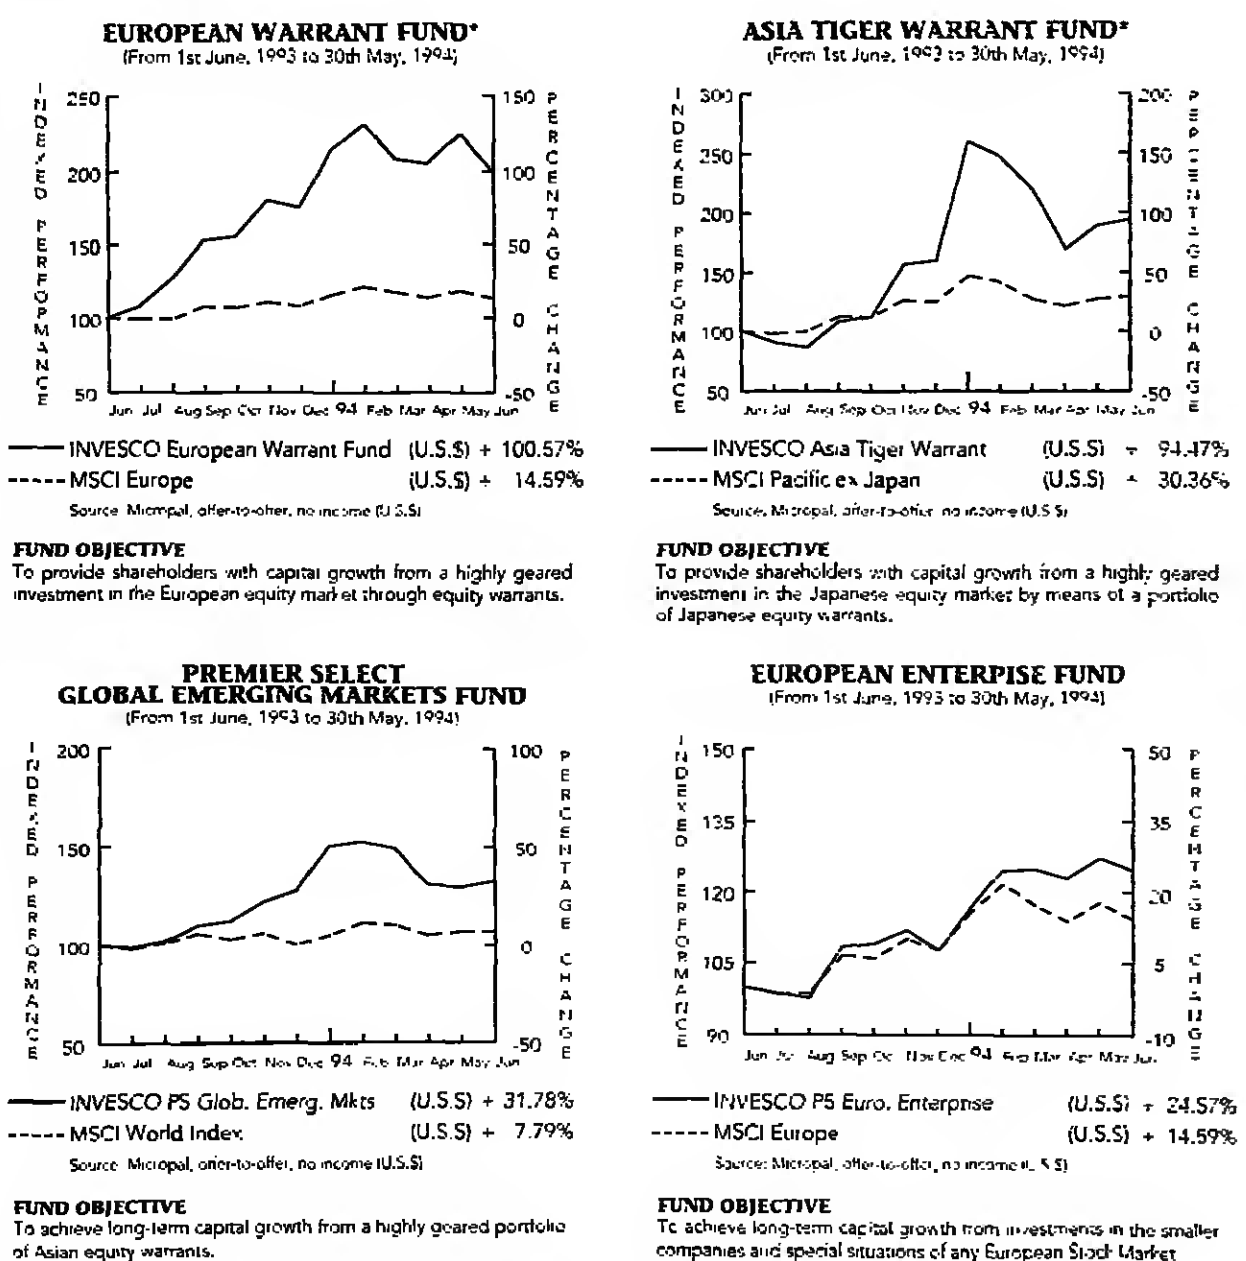 EUROPEAN WARRANT FUND*
(From 1st June, 1993 to 30th May, 1994)
INDEXED PERFORMANCE
250
200
150
100
50
150
100
50
0
-50
PERCENTAGE CHANGE
Jun Jul Aug Sep Oct Nov Dec 94 Feb Mar Apr May Jun
INVESCO European Warrant Fund (U.S.$) + 100.57%
MSCI Europe (U.S.$) + 14.59%
Source: Micropal, offer-to-offer, no income (U.S.$)
FUND OBJECTIVE
To provide shareholders with capital growth from a highly geared
investment in the European equity market through equity warrants.
ASIA TIGER WARRANT FUND*
(From 1st June, 1993 to 30th May, 1994)
INDEXED PERFORMANCE
300
250
200
150
100
50
200
150
100
50
0
-50
PERCENTAGE CHANGE
Jun Jul Aug Sep Oct Nov Dec 94 Feb Mar Apr May Jun
INVESCO Asia Tiger Warrant (U.S.$) + 94.47%
MSCI Pacific ex Japan (U.S.$) + 30.36%
Source: Micropal, offer-to-offer, no income (U.S.$)
FUND OBJECTIVE
To provide shareholders with capital growth from a highly geared
investment in the Japanese equity market by means of a portfolio
of Japanese equity warrants.
PREMIER SELECT
GLOBAL EMERGING MARKETS FUND
(From 1st June, 1993 to 30th May, 1994)
INDEXED PERFORMANCE
200
150
100
50
100
50
0
-50
PERCENTAGE CHANGE
Jun Jul Aug Sep Oct Nov Dec 94 Feb Mar Apr May Jun
INVESCO PS Glob. Emerg. Mkts (U.S.$) + 31.78%
MSCI World Index (U.S.$) + 7.79%
Source: Micropal, offer-to-offer, no income (U.S.$)
FUND OBJECTIVE
To achieve long-term capital growth from a highly geared portfolio
of Asian equity warrants.
EUROPEAN ENTERPISE FUND
(From 1st June, 1993 to 30th May, 1994)
INDEXED PERFORMANCE
150
135
120
105
90
50
35
20
5
-10
PERCENTAGE CHANGE
Jun Jul Aug Sep Oct Nov Dec 94 Feb Mar Apr May Jun
INVESCO PS Euro. Enterprise (U.S.$) + 24.57%
MSCI Europe (U.S.$) + 14.59%
Source: Micropal, offer-to-offer, no income (U.S.$)
FUND OBJECTIVE
To achieve long-term capital growth from investments in the smaller
companies and special situations of any European Stock Market